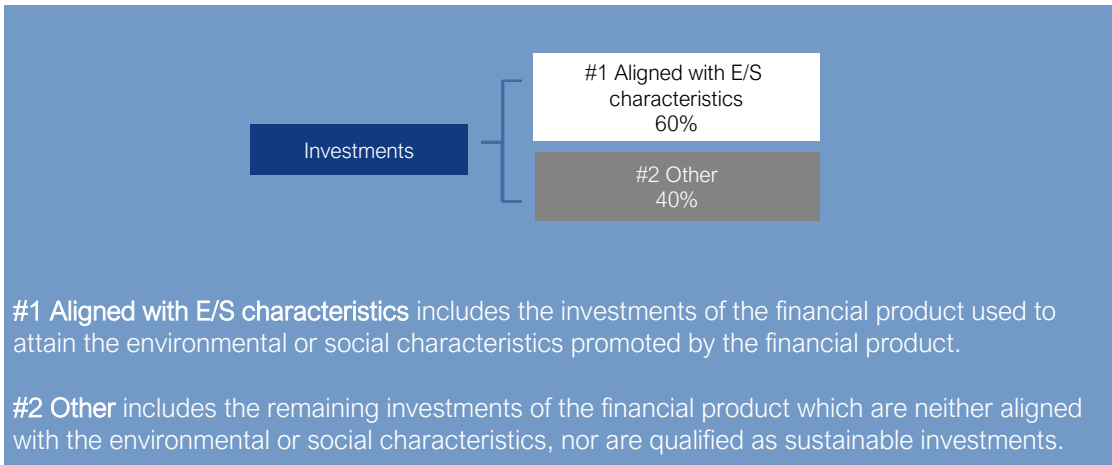 #1 Aligned with E/S
characteristics
60%
Investments
#2 Other
40%
#1 Aligned with E/S characteristics includes the investments of the financial product used to
attain the environmental or social characteristics promoted by the financial product.
#2 Other includes the remaining investments of the financial product which are neither aligned
with the environmental or social characteristics, nor are qualified as sustainable investments.